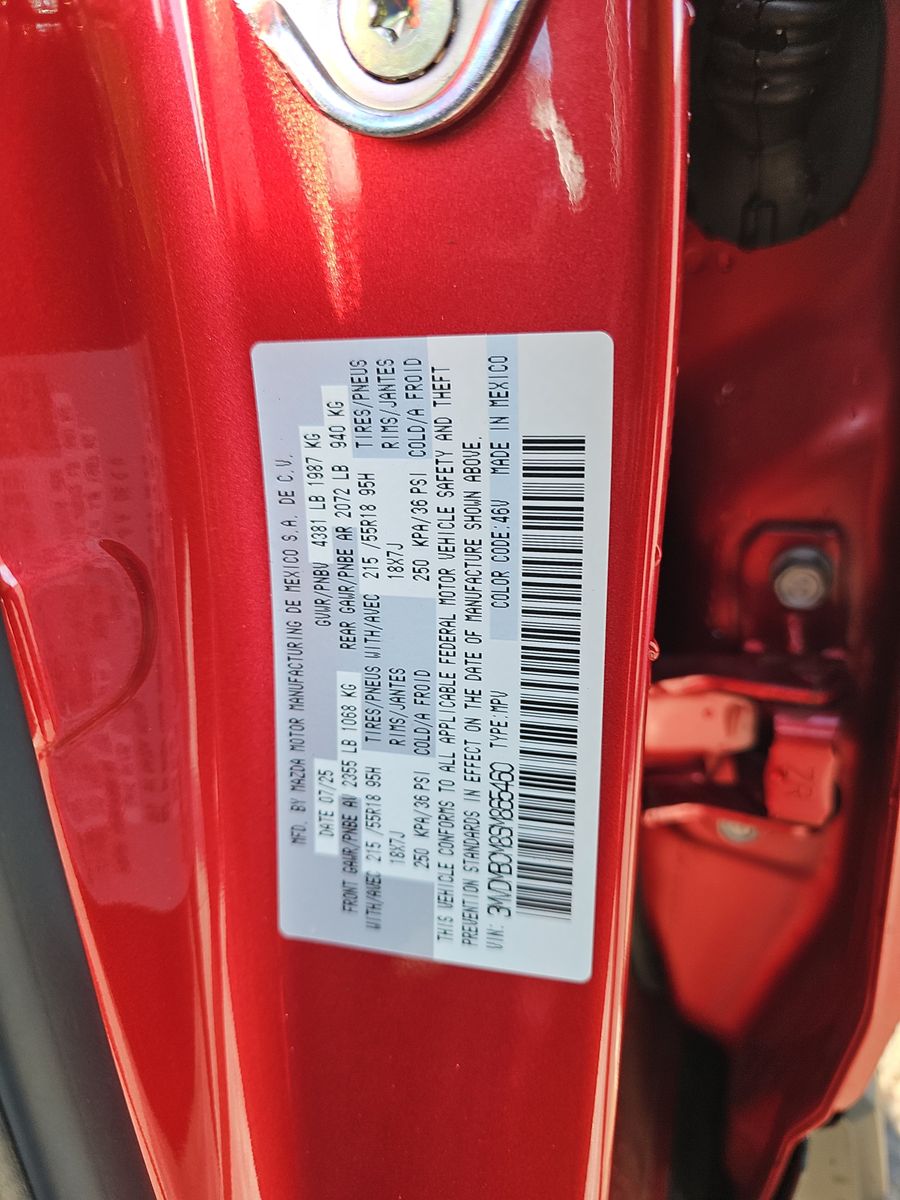 MFD. BY MAZDA MOTOR MANUFACTURING DE MEXICO S.A. DE C.V.
DATE 07/25 GVWR/PNBV 4381 LB 1987 KG
FRONT GAWR/PNBE AV 2355 LB 1068 KG REAR GAWR/PNBE AR 2072 LB 940 KG
WITH/AVEC 215 /55R18 95H TIRES/PNEUS WITH/AVEC 215 /55R18 95H TIRES/PNEUS
18X7J RIMS/JANTES 18X7J RIMS/JANTES
250 KPA/36 PSI COLD/A FROID 250 KPA/36 PSI COLD/A FROID
THIS VEHICLE CONFORMS TO ALL APPLICABLE FEDERAL MOTOR VEHICLE SAFETY AND THEFT
PREVENTION STANDARDS IN EFFECT ON THE DATE OF MANUFACTURE SHOWN ABOVE.
VIN: 3MVDMBCM8SM865460 TYPE:MPV COLOR CODE:46V MADE IN MEXICO